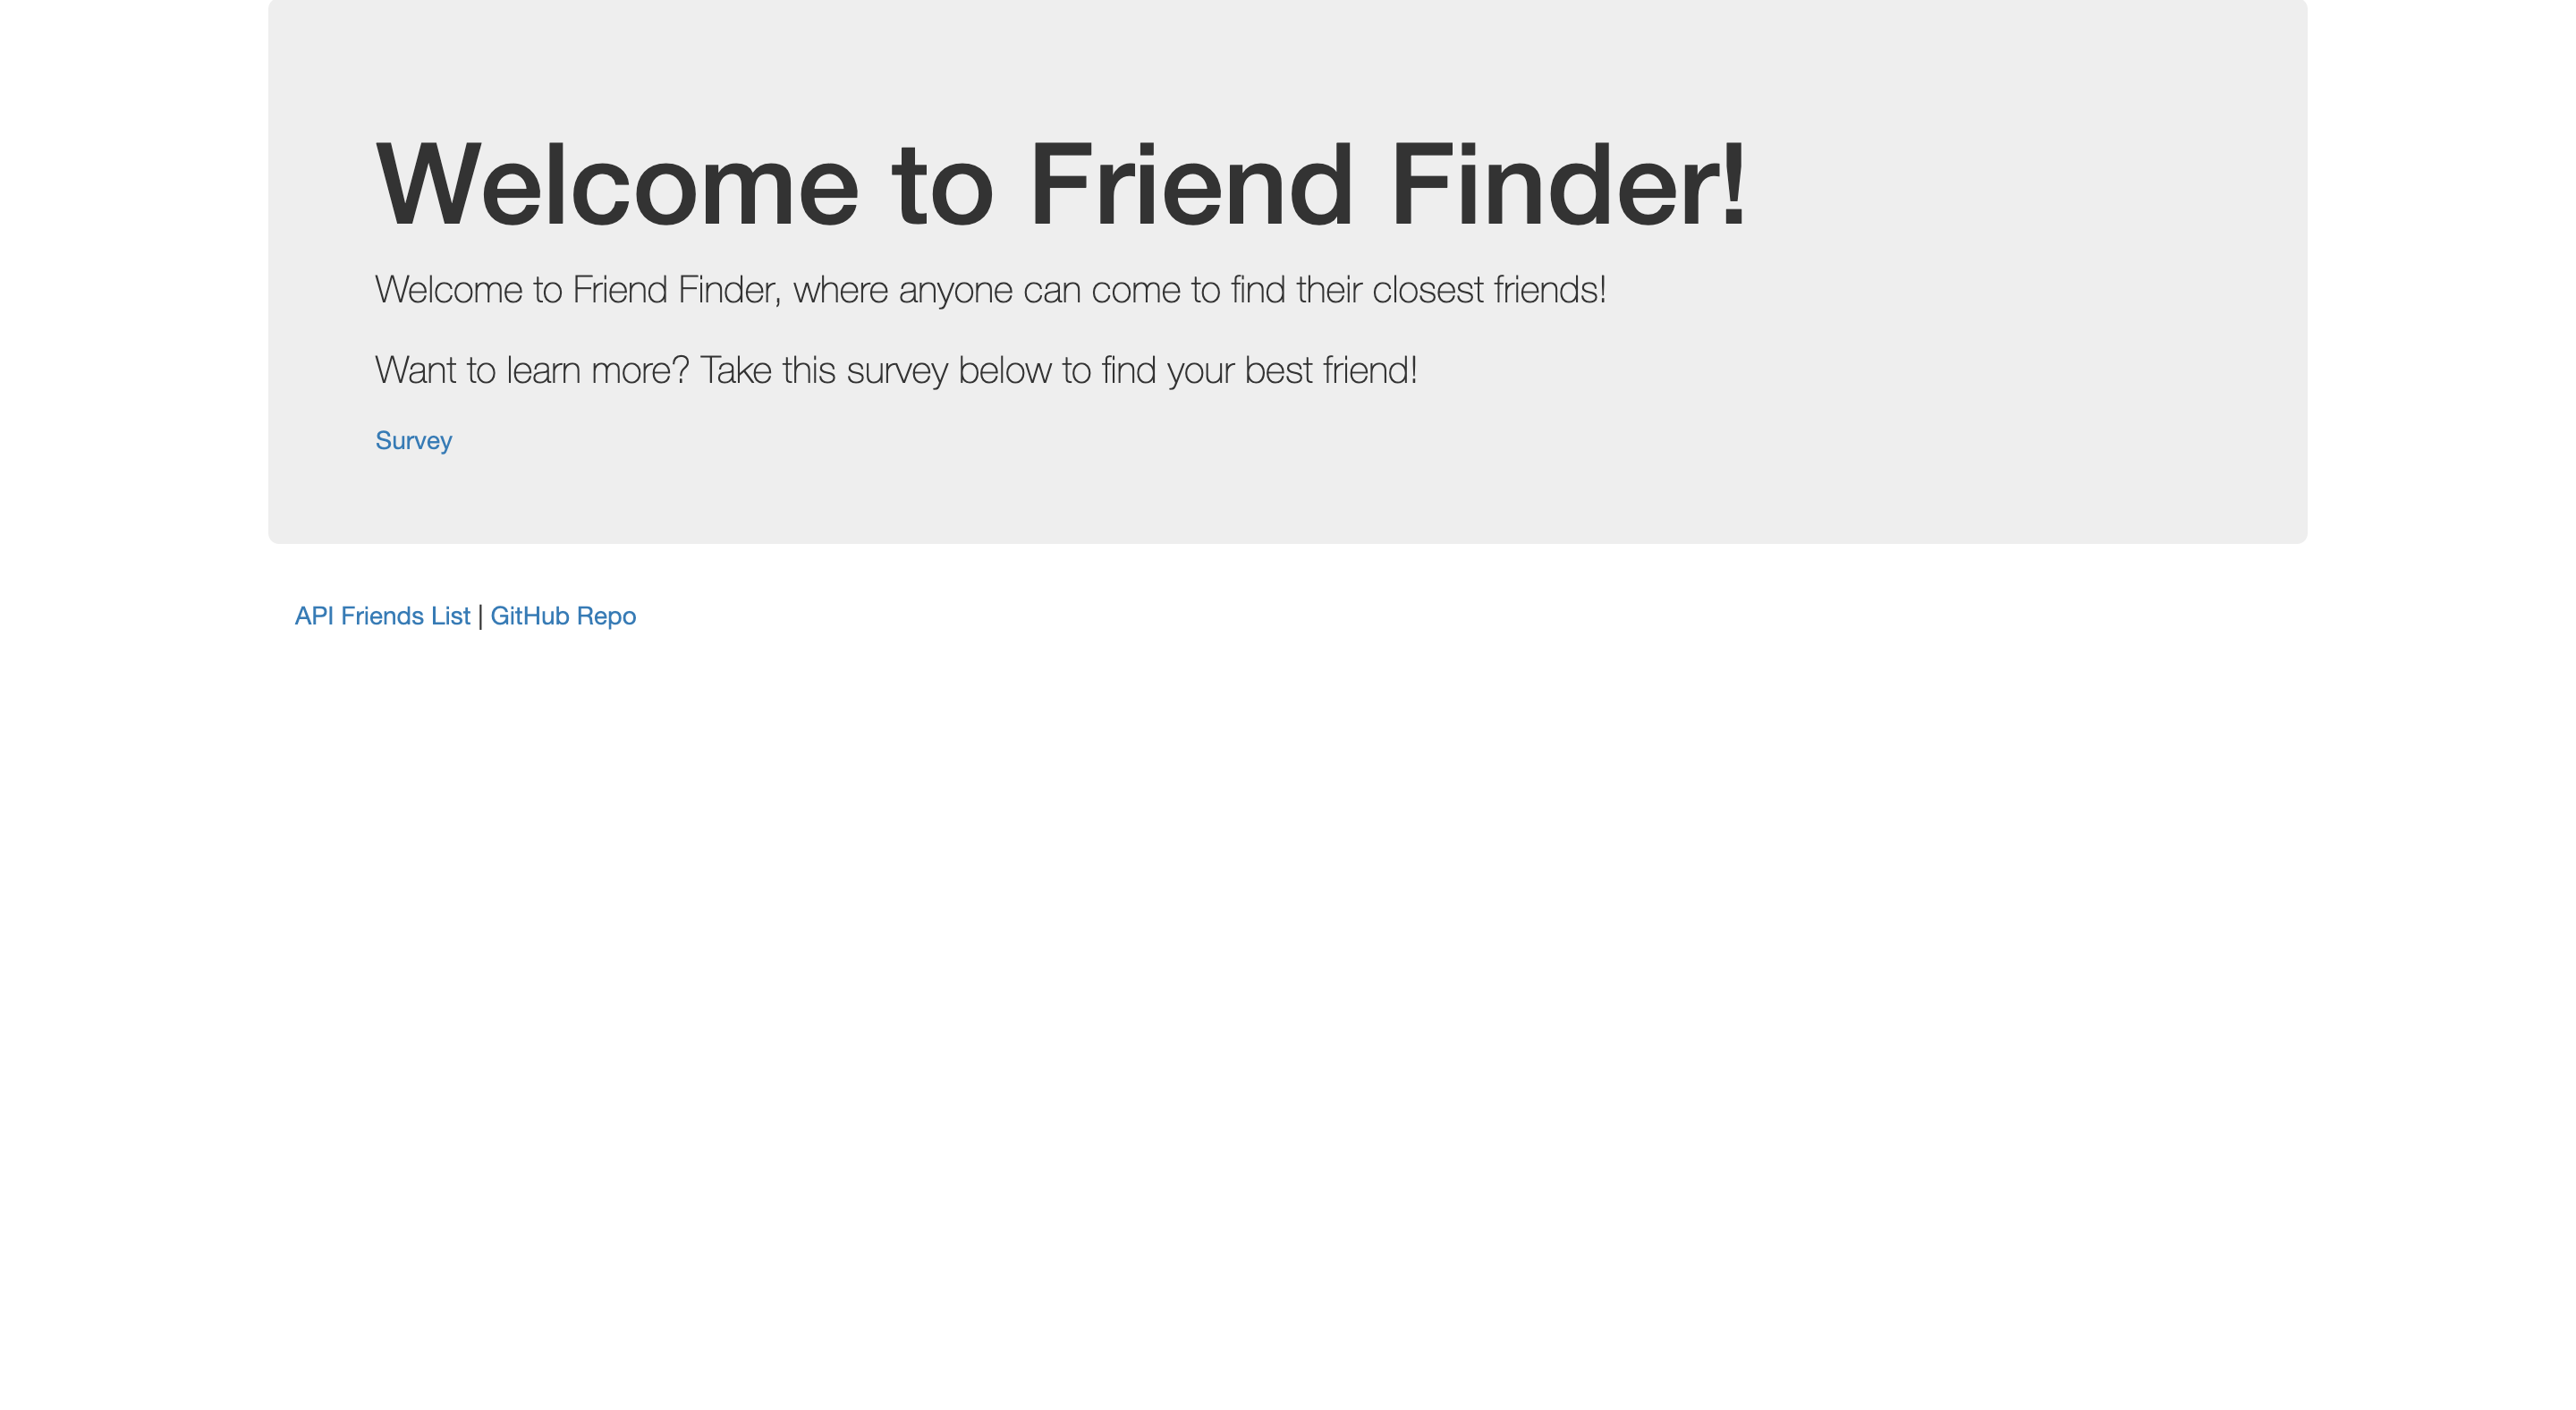 Welcome to Friend Finder!
Welcome to Friend Finder, where anyone can come to find their closest friends!
Want to learn more? Take this survey below to find your best friend!
Survey
API Friends List | GitHub Repo